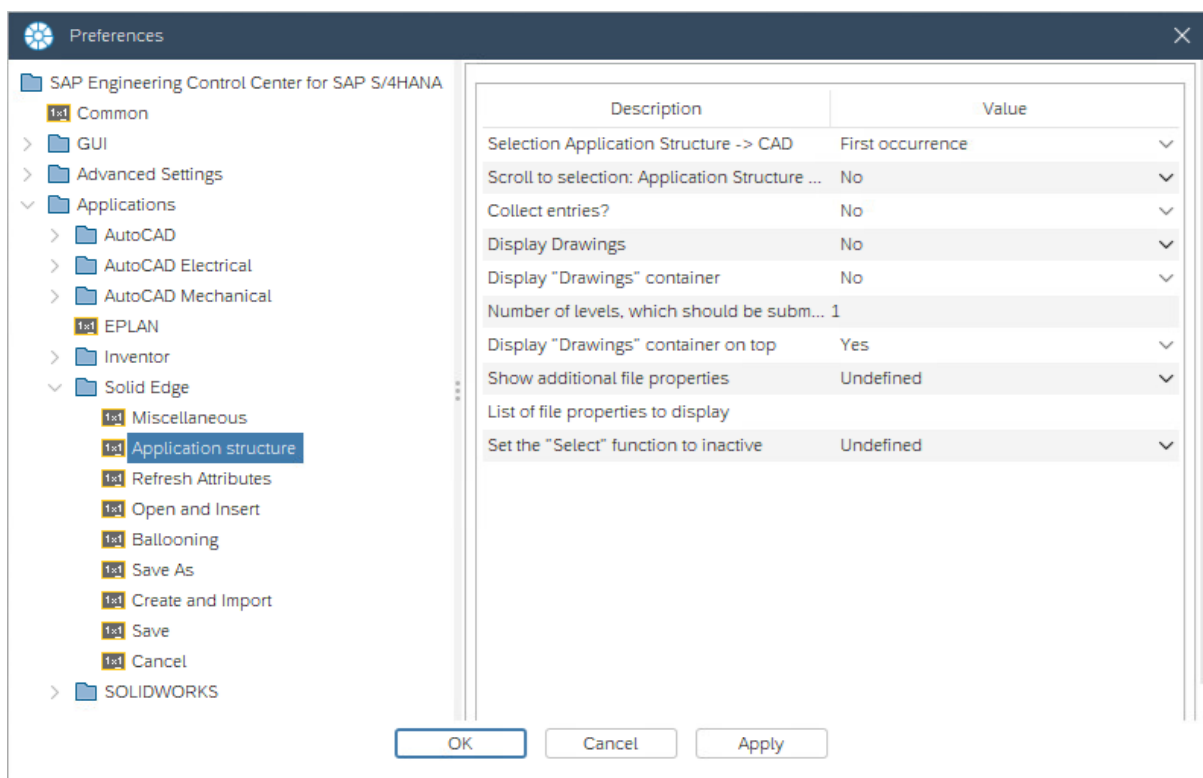 Preferences
SAP Engineering Control Center for SAP S/4HANA
Common
GUI
Advanced Settings
Applications
AutoCAD
AutoCAD Electrical
AutoCAD Mechanical
EPLAN
Inventor
Solid Edge
Miscellaneous
Application structure
Refresh Attributes
Open and Insert
Ballooning
Save As
Create and Import
Save
Cancel
SOLIDWORKS
Description Value
Selection Application Structure -> CAD First occurrence
Scroll to selection: Application Structure ... No
Collect entries? No
Display Drawings No
Display "Drawings" container No
Number of levels, which should be subm... 1
Display "Drawings" container on top Yes
Show additional file properties Undefined
List of file properties to display
Set the "Select" function to inactive Undefined
OK Cancel Apply